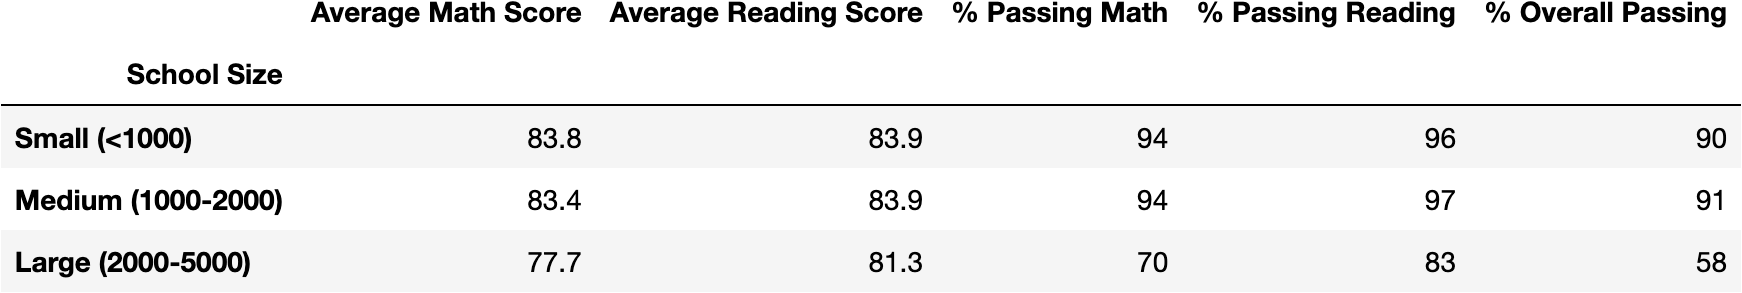 Average Math Score Average Reading Score % Passing Math % Passing Reading % Overall Passing
School Size
Small (<1000) 83.8 83.9 94 96 90
Medium (1000-2000) 83.4 83.9 94 97 91
Large (2000-5000) 77.7 81.3 70 83 58